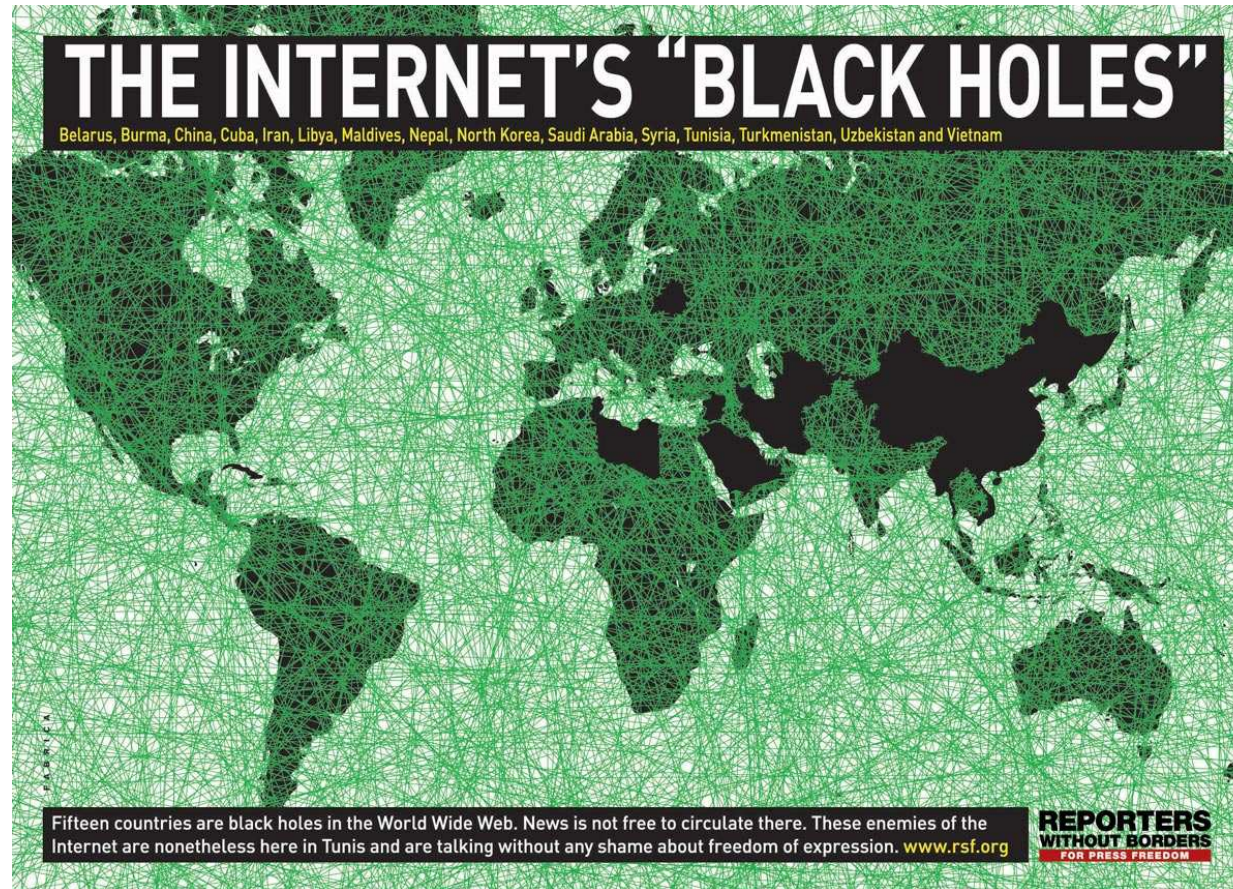 THE INTERNET'S “BLACK HOLES”
Belarus, Burma, China, Cuba, Iran, Libya, Maldives, Nepal, North Korea, Saudi Arabia, Syria, Tunisia, Turkmenistan, Uzbekistan and Vietnam
FABRICA
Fifteen countries are black holes in the World Wide Web. News is not free to circulate there. These enemies of the
Internet are nonetheless here in Tunis and are talking without any shame about freedom of expression. www.rsf.org
REPORTERS
WITHOUT BORDERS
FOR PRESS FREEDOM